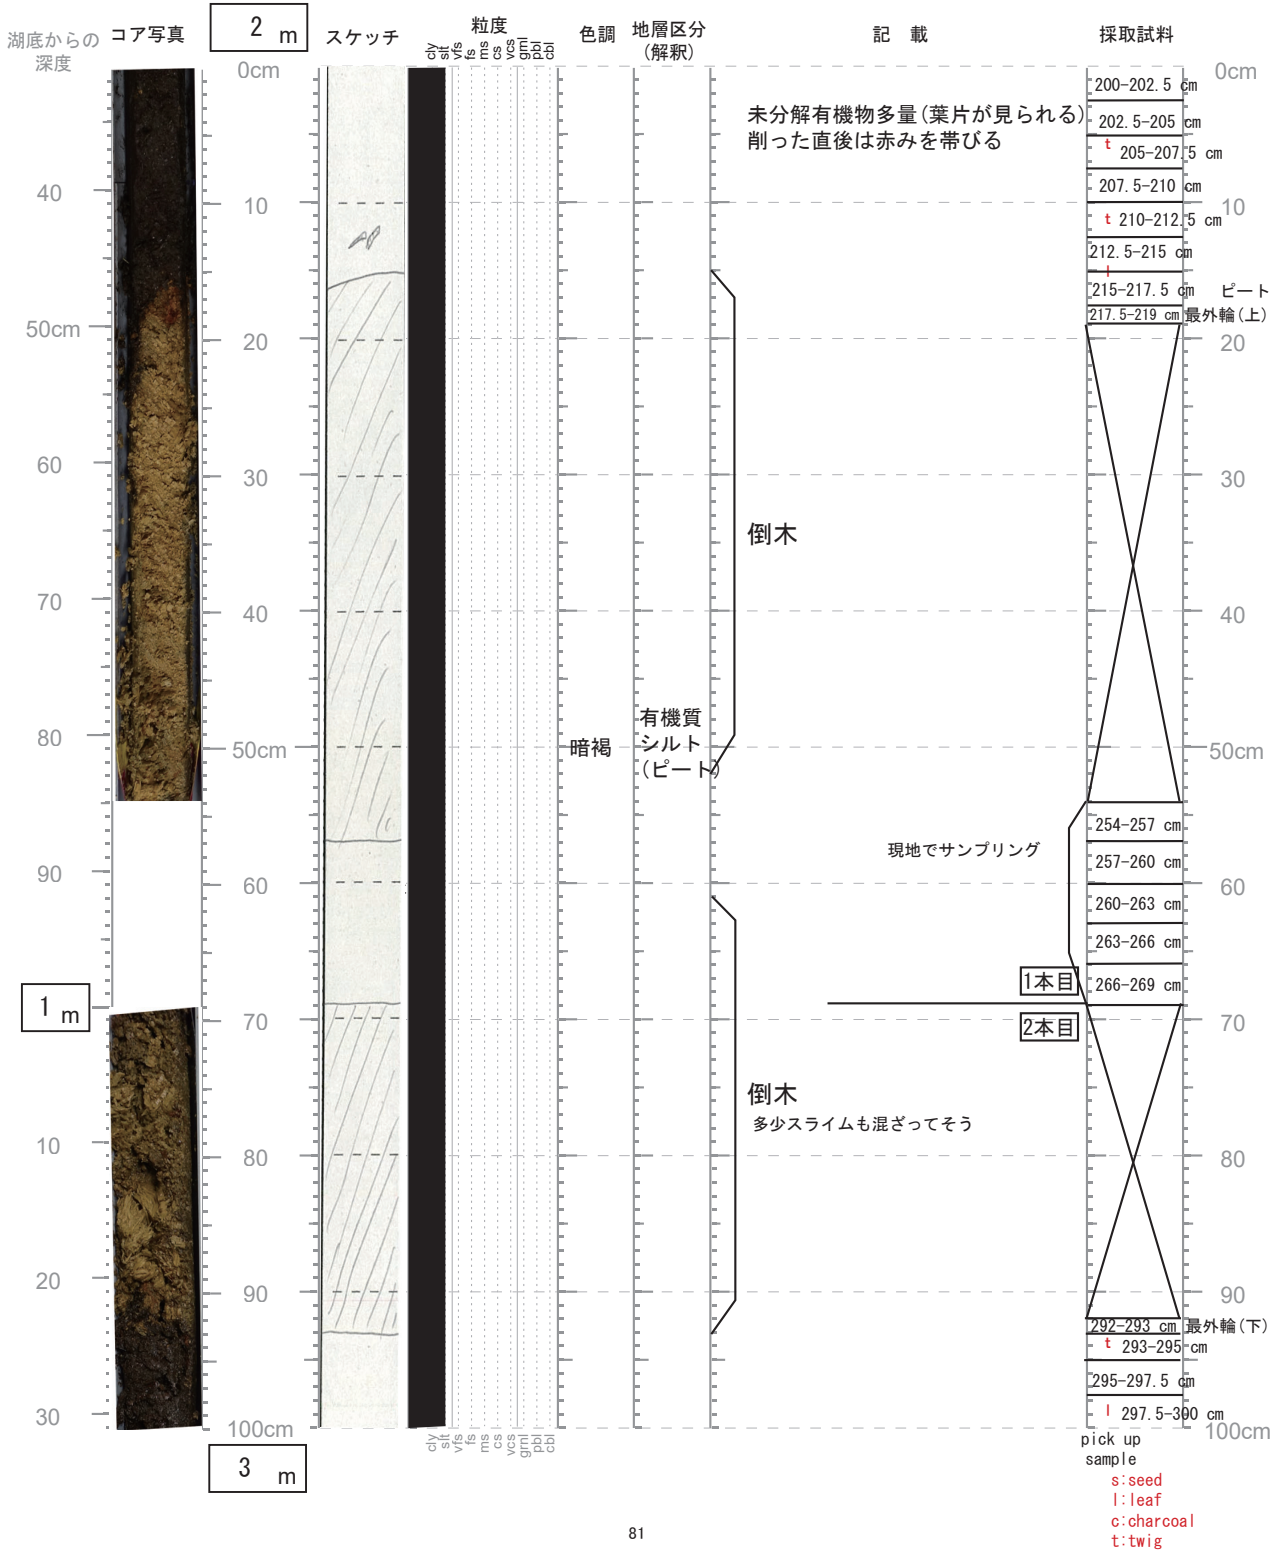 湖底からの
深度
コア写真
2 m
スケッチ
粒度
cly
slt
vfs
fs
ms
cs
vcs
grnl
pbl
cbl
色調
地層区分
(解釈)
記 載
採取試料
0cm
0cm
200-202.5 cm
未分解有機物多量(葉片が見られる)
削った直後は赤みを帯びる
202.5-205 cm
t 205-207.5 cm
40
207.5-210 cm
10
10
t 210-212.5 cm
212.5-215 cm
l
215-217.5 cm ピート
217.5-219 cm 最外輪(上)
50cm
20
20
60
30
30
倒木
70
40
40
80
50cm
暗褐
有機質
シルト
(ピート)
50cm
254-257 cm
現地でサンプリング
257-260 cm
90
60
60
260-263 cm
263-266 cm
1本目
266-269 cm
1 m
70
2本目
70
倒木
多少スライムも混ざってそう
10
80
80
20
90
90
292-293 cm 最外輪(下)
t 293-295 cm
295-297.5 cm
30
l 297.5-300 cm
100cm
100cm
cly
slt
vfs
fs
ms
cs
vcs
grnl
pbl
cbl
3 m
pick up
sample
s:seed
l:leaf
c:charcoal
t:twig
81